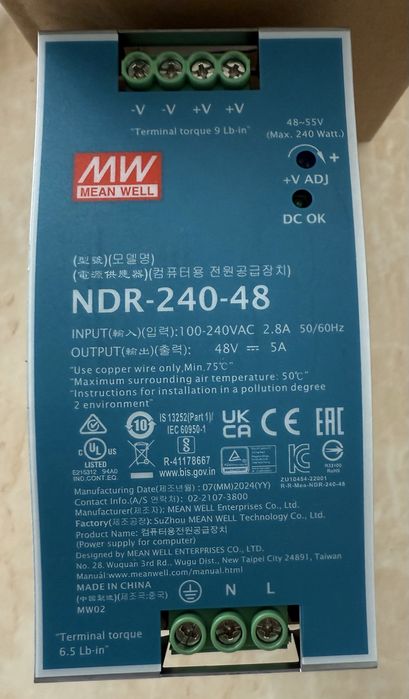 -V -V +V +V
"Terminal torque 9 Lb-in"
48~55V
(Max. 240 Watt.)
+
+V ADJ
DC OK
MW
MEAN WELL
(型號)(모델명)
(電源供應器)(컴퓨터용 전원공급장치)
NDR-240-48
INPUT(輸入)(입력):100-240VAC 2.8A 50/60Hz
OUTPUT(輸出)(출력): 48V ⎓ 5A
"Use copper wire only,Min.75℃"
"Maximum surrounding air temperature: 50℃"
"Instructions for installation in a pollution degree
2 environment"
c UL US
LISTED
E215312 94A0
IND.CONT.EQ.
10
IS 13252(Part 1)/
IEC 60950-1
R-41178667
www.bis.gov.in
UK
CA
CE
EAC
TÜVRheinland
ZU10454-22001
R-R-Mea-NDR-240-48
R33100
RoHS
Manufacturing Date(제조년월) : 07(MM)2024(YY)
Contact Info.(A/S 연락처) : 02-2107-3800
Manufacturer(제조자): MEAN WELL Enterprises Co., Ltd.
Factory(제조공장): SuZhou MEAN WELL Technology Co., Ltd.
Product Name: 컴퓨터용전원공급장치
(Power supply for computer)
Designed by MEAN WELL ENTERPRISES CO., LTD.
No. 28, Wuquan 3rd Rd., Wugu Dist., New Taipei City 24891, Taiwan
Manual:www.meanwell.com/manual.html
MADE IN CHINA
(中國製造)(제조국:중국)
MW02
N L
"Terminal torque
6.5 Lb-in"